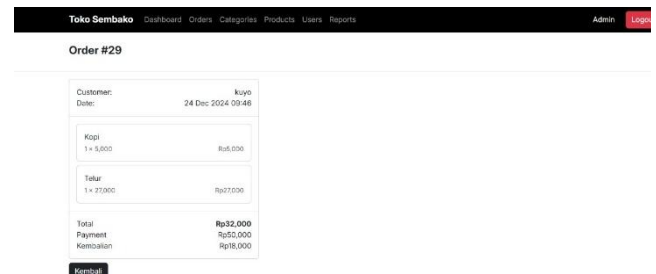 Toko Sembako Dashboard Orders Categories Products Users Reports Admin Logou
Order #29
Customer: kuyo
Date: 24 Dec 2024 09:46
Kopi
1 × 5,000 Rp5,000
Telur
1 × 27,000 Rp27,000
Total Rp32,000
Payment Rp50,000
Kembalian Rp18,000
Kembali